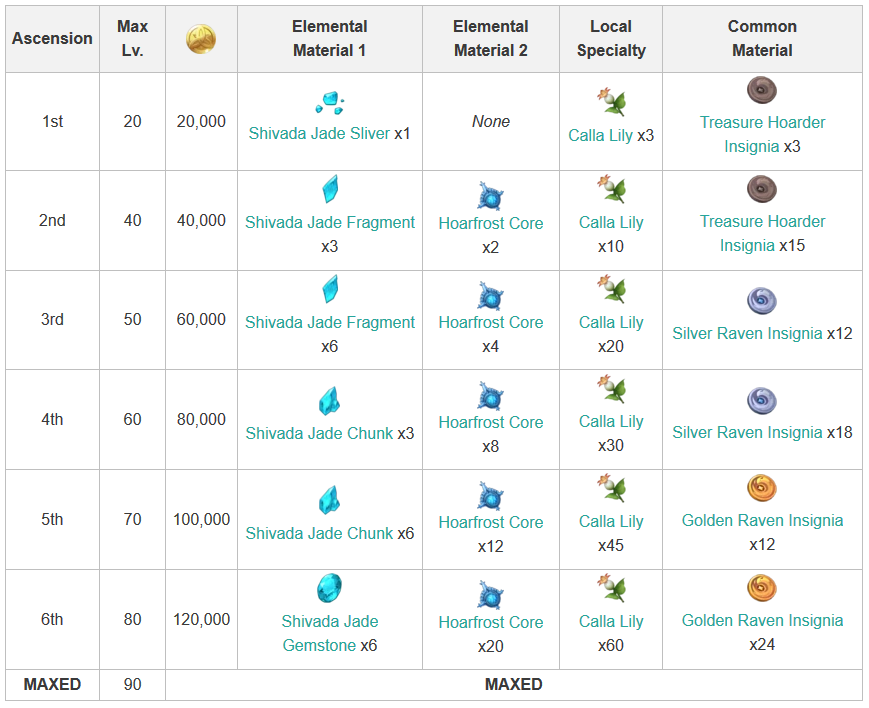 Ascension
Max
Lv.
Elemental
Material 1
Elemental
Material 2
Local
Specialty
Common
Material
1st
20
20,000
Shivada Jade Sliver x1
None
Calla Lily x3
Treasure Hoarder
Insignia x3
2nd
40
40,000
Shivada Jade Fragment
x3
Hoarfrost Core
x2
Calla Lily
x10
Treasure Hoarder
Insignia x15
3rd
50
60,000
Shivada Jade Fragment
x6
Hoarfrost Core
x4
Calla Lily
x20
Silver Raven Insignia x12
4th
60
80,000
Shivada Jade Chunk x3
Hoarfrost Core
x8
Calla Lily
x30
Silver Raven Insignia x18
5th
70
100,000
Shivada Jade Chunk x6
Hoarfrost Core
x12
Calla Lily
x45
Golden Raven Insignia
x12
6th
80
120,000
Shivada Jade
Gemstone x6
Hoarfrost Core
x20
Calla Lily
x60
Golden Raven Insignia
x24
MAXED
90
MAXED